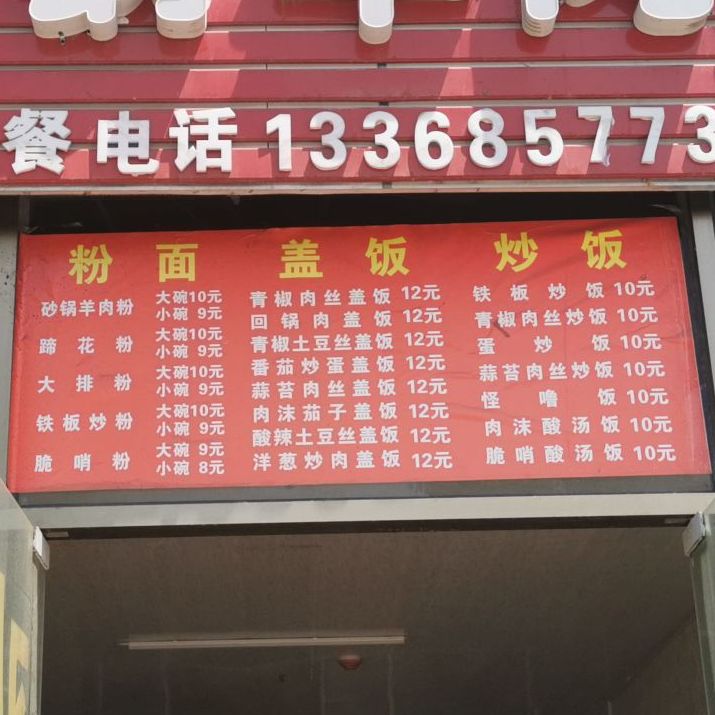 餐电话 133685773
粉面
砂锅羊肉粉 大碗10元 小碗 9元
蹄花粉 大碗10元 小碗 9元
大排粉 大碗10元 小碗 9元
铁板炒粉 大碗10元 小碗 9元
脆哨粉 大碗 9元 小碗 8元
盖饭
青椒肉丝盖饭 12元
回锅肉盖饭 12元
青椒土豆丝盖饭 12元
番茄炒蛋盖饭 12元
蒜苔肉丝盖饭 12元
肉沫茄子盖饭 12元
酸辣土豆丝盖饭 12元
洋葱炒肉盖饭 12元
炒饭
铁板炒饭 10元
青椒肉丝炒饭 10元
蛋炒饭 10元
蒜苔肉丝炒饭 10元
怪噜饭 10元
肉沫酸汤饭 10元
脆哨酸汤饭 10元